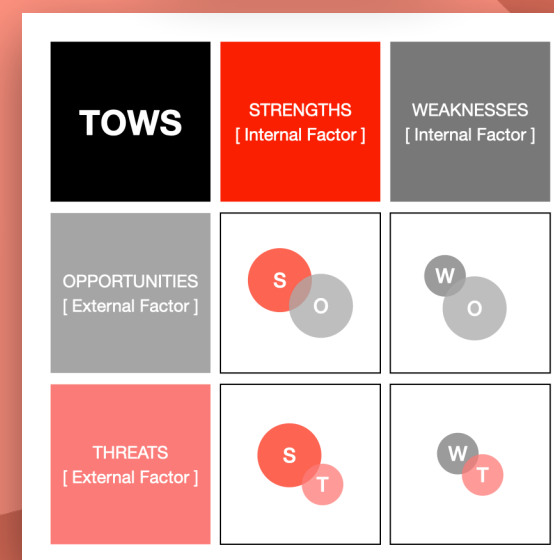 TOWS
STRENGTHS
[ Internal Factor ]
WEAKNESSES
[ Internal Factor ]
OPPORTUNITIES
[ External Factor ]
S
O
W
O
THREATS
[ External Factor ]
S
T
W
T